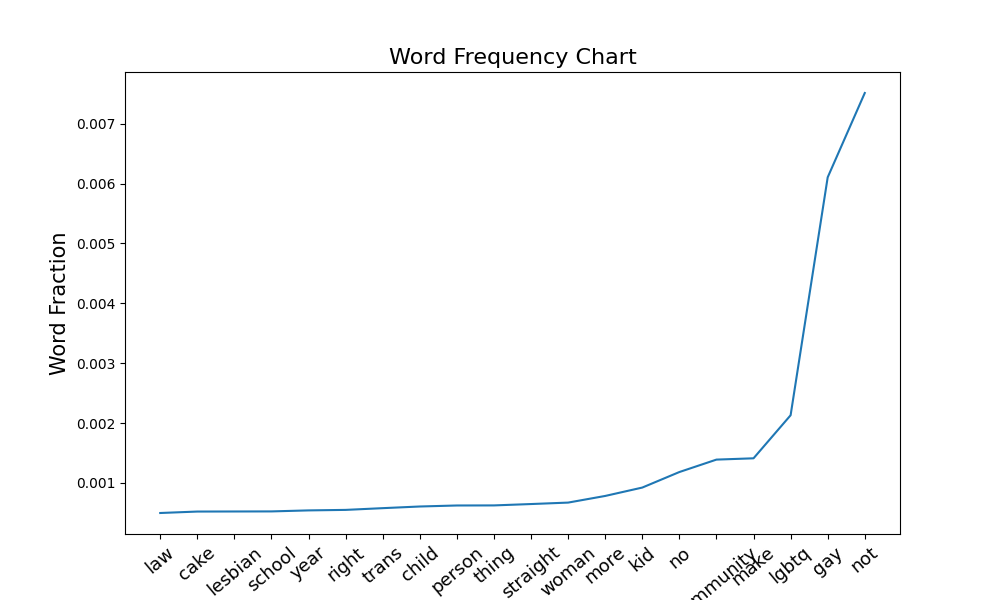 Word Frequency Chart
Word Fraction
0.007
0.006
0.005
0.004
0.003
0.002
0.001
law
cake
lesbian
school
year
right
trans
child
person
thing
straight
woman
more
kid
no
mmunity
make
lgbtq
gay
not